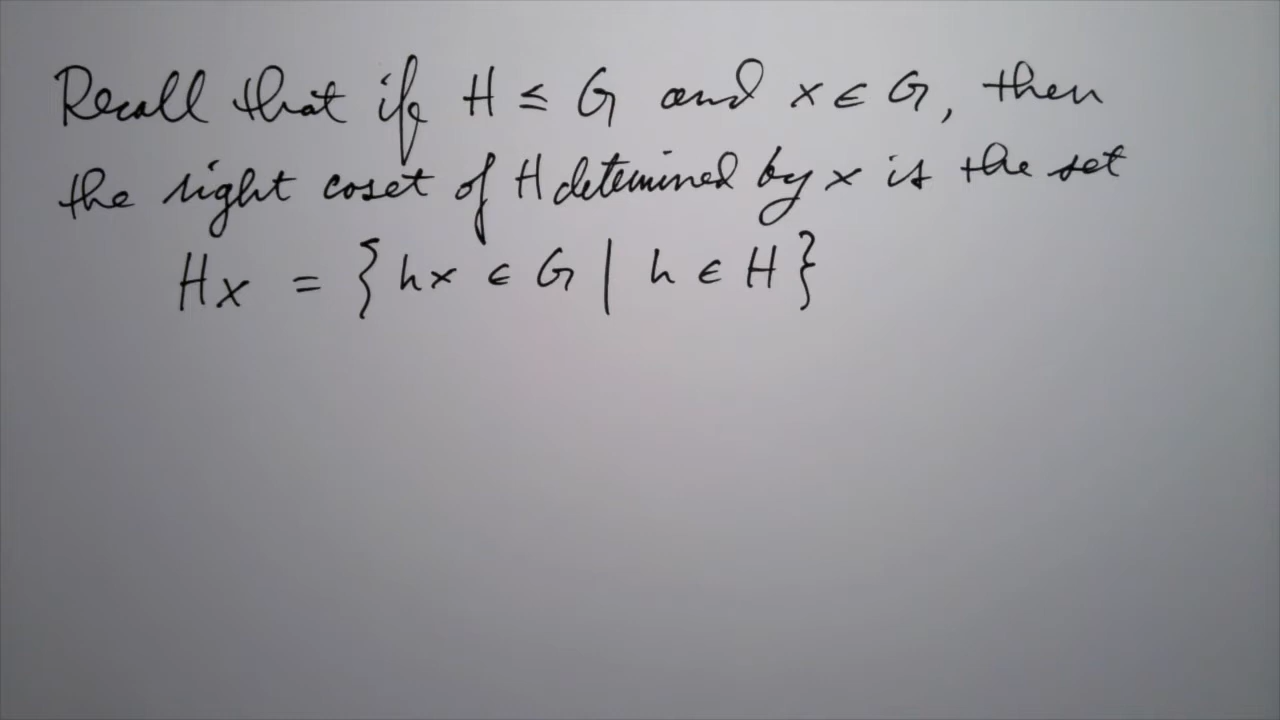 Recall that if H ≤ G and x ∈ G, then
the right coset of H determined by x is the set
Hx = { hx ∈ G | h ∈ H }